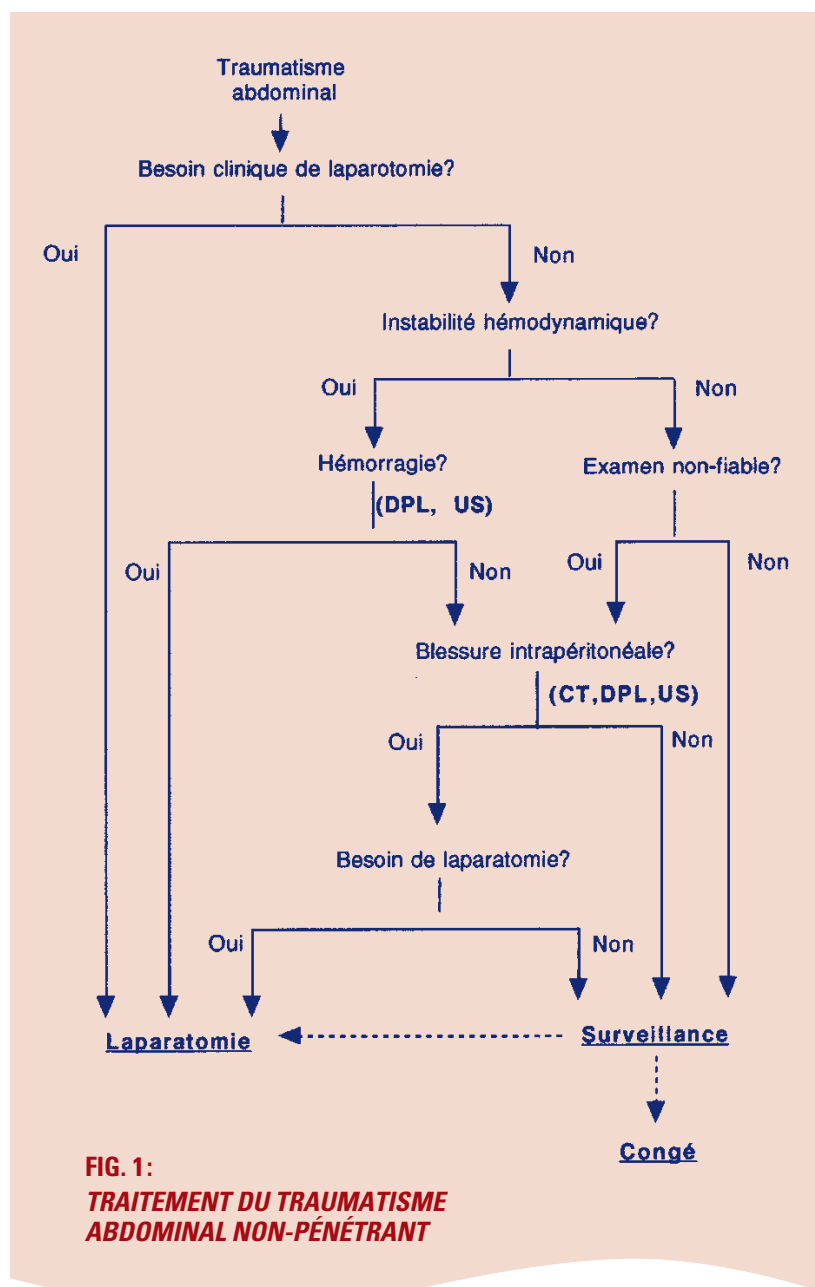 Traumatisme
abdominal
Besoin clinique de laparotomie?
Oui
Non
Instabilité hémodynamique?
Oui
Non
Hémorragie?
Examen non-fiable?
(DPL, US)
Oui
Non
Oui
Non
Blessure intrapéritonéale?
(CT,DPL,US)
Oui
Non
Besoin de laparatomie?
Oui
Non
Laparatomie
Surveillance
Congé
FIG. 1:
TRAITEMENT DU TRAUMATISME
ABDOMINAL NON-PÉNÉTRANT